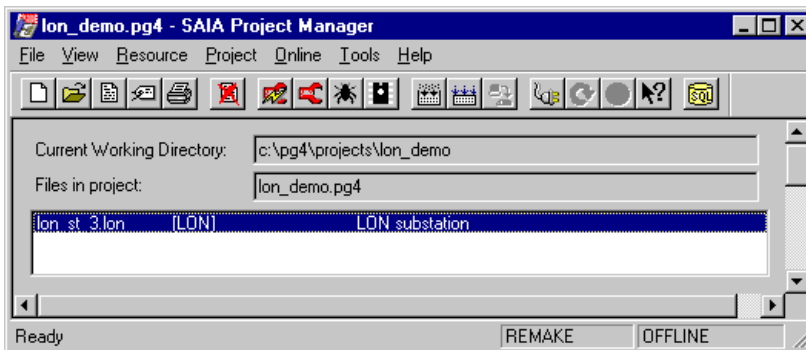 lon_demo.pg4 - SAIA Project Manager
File View Resource Project Online Tools Help
SQL
Current Working Directory: c:\pg4\projects\lon_demo
Files in project: lon_demo.pg4
lon_st_3.lon [LON] LON substation
Ready REMAKE OFFLINE